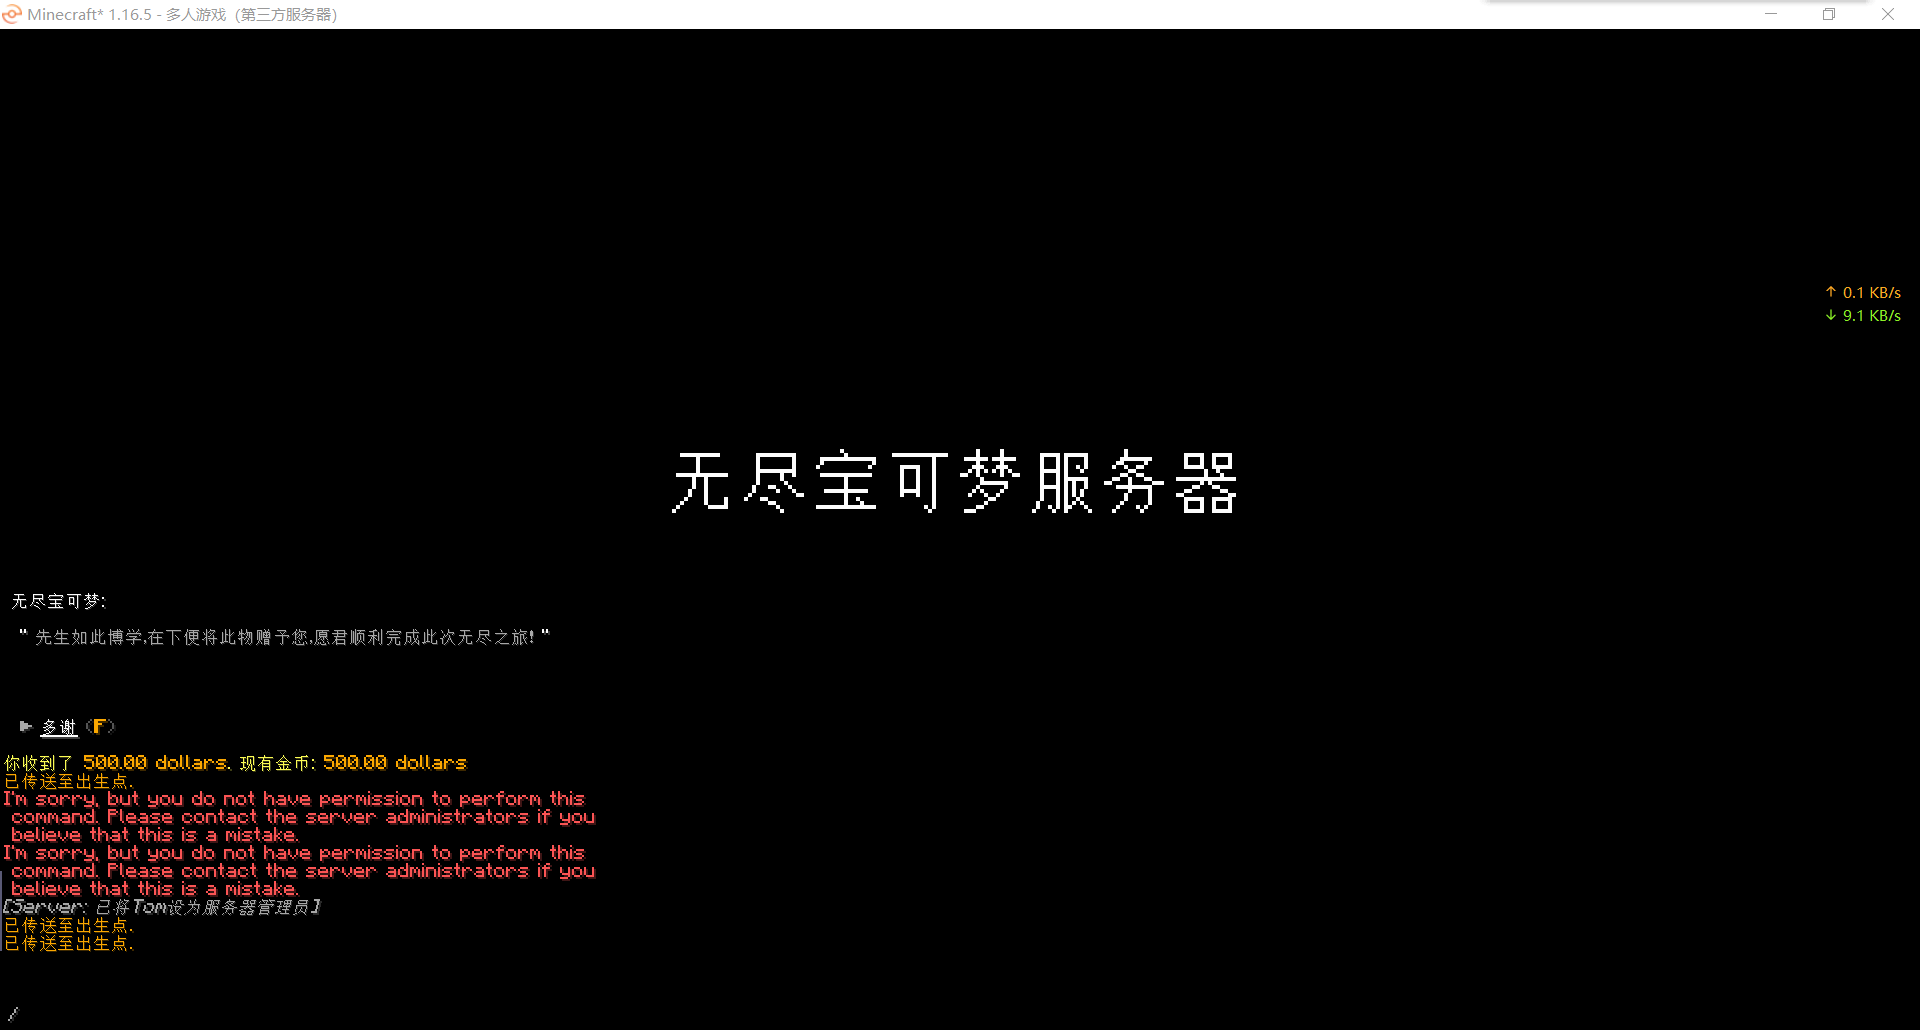 Minecraft* 1.16.5 - 多人游戏（第三方服务器）
↑ 0.1 KB/s
↓ 9.1 KB/s
无尽宝可梦服务器
无尽宝可梦:
" 先生如此博学,在下便将此物赠予您,愿君顺利完成此次无尽之旅! "
► 多谢 (F)
你收到了 500.00 dollars. 现有金币: 500.00 dollars
已传送至出生点.
I'm sorry, but you do not have permission to perform this
command. Please contact the server administrators if you
believe that this is a mistake.
I'm sorry, but you do not have permission to perform this
command. Please contact the server administrators if you
believe that this is a mistake.
[Server: 已将Tom设为服务器管理员]
已传送至出生点.
已传送至出生点.
/